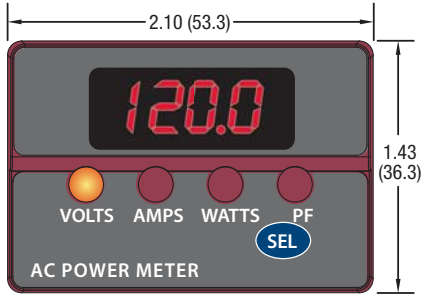 2.10 (53.3)
120.0
1.43
(36.3)
VOLTS AMPS WATTS PF
SEL
AC POWER METER